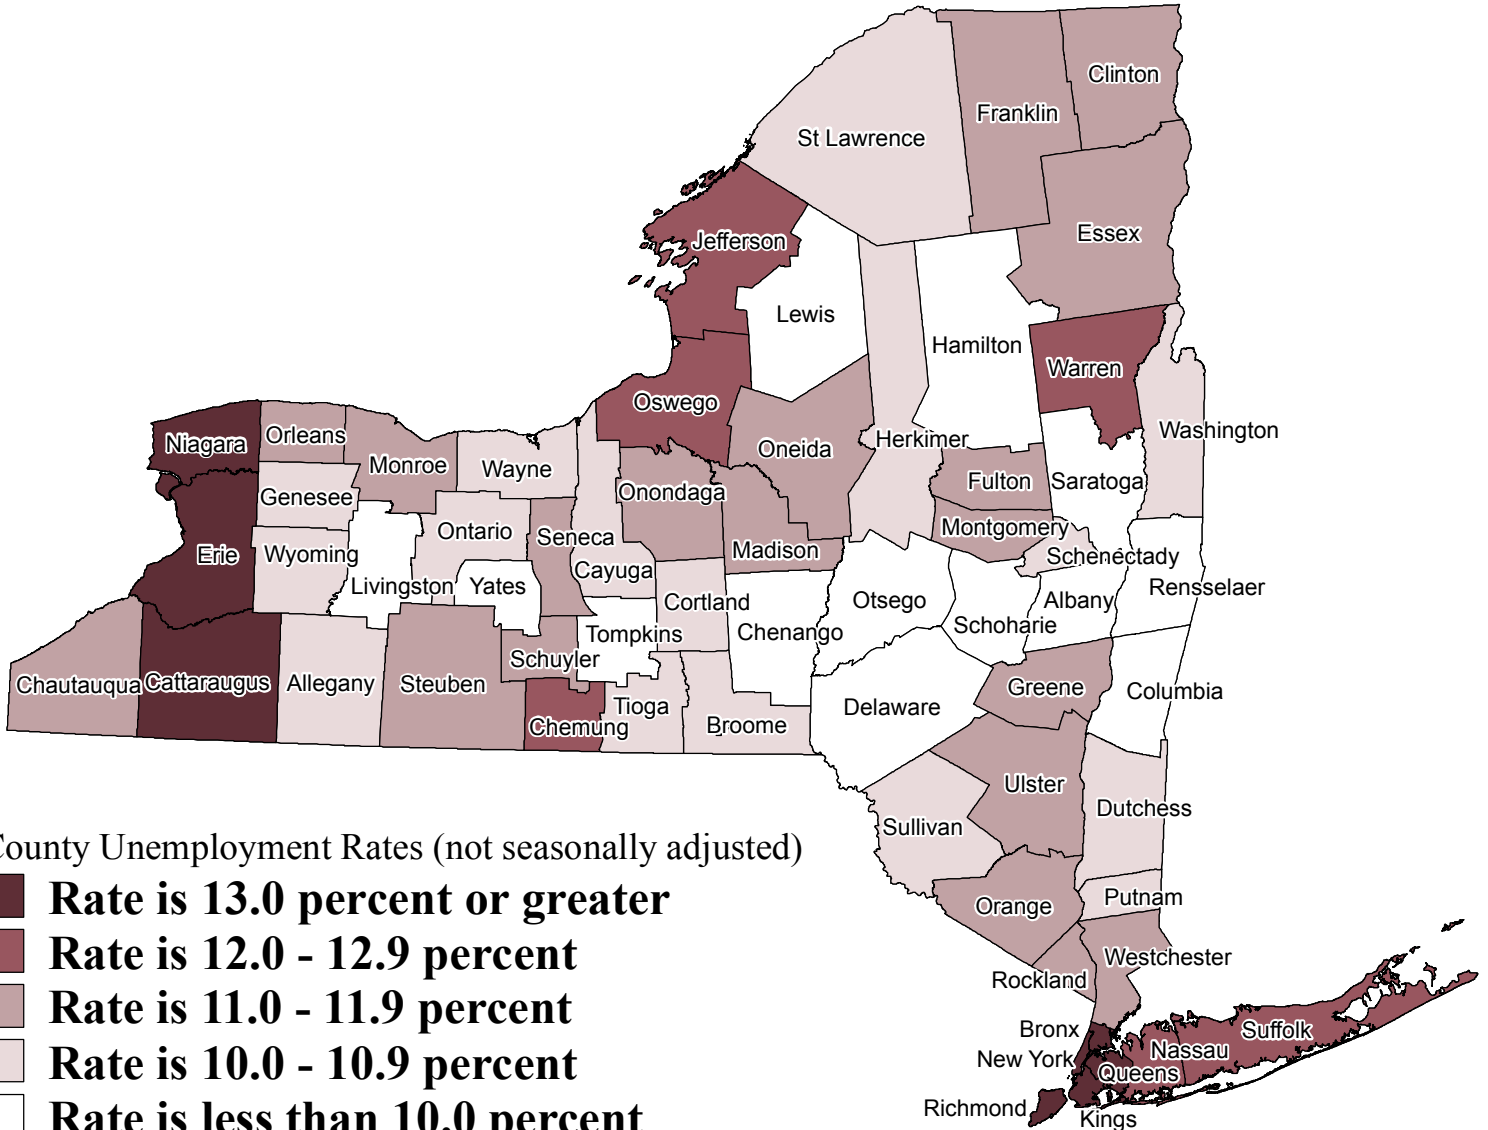 Clinton
Franklin
St Lawrence
Essex
Jefferson
Lewis
Hamilton
Warren
Oswego
Washington
Niagara
Orleans
Herkimer
Oneida
Monroe
Wayne
Saratoga
Fulton
Genesee
Onondaga
Montgomery
Ontario
Seneca
Madison
Erie
Wyoming
Schenectady
Cayuga
Livingston
Yates
Rensselaer
Cortland
Otsego
Albany
Schoharie
Tompkins
Chenango
Schuyler
Chautauqua
Cattaraugus
Allegany
Steuben
Greene
Columbia
Tioga
Delaware
Chemung
Broome
Ulster
Dutchess
Sullivan
Putnam
Orange
Westchester
Rockland
Bronx
Suffolk
New York
Nassau
Queens
Richmond
Kings
County Unemployment Rates (not seasonally adjusted)
Rate is 13.0 percent or greater
Rate is 12.0 - 12.9 percent
Rate is 11.0 - 11.9 percent
Rate is 10.0 - 10.9 percent
Rate is less than 10.0 percent